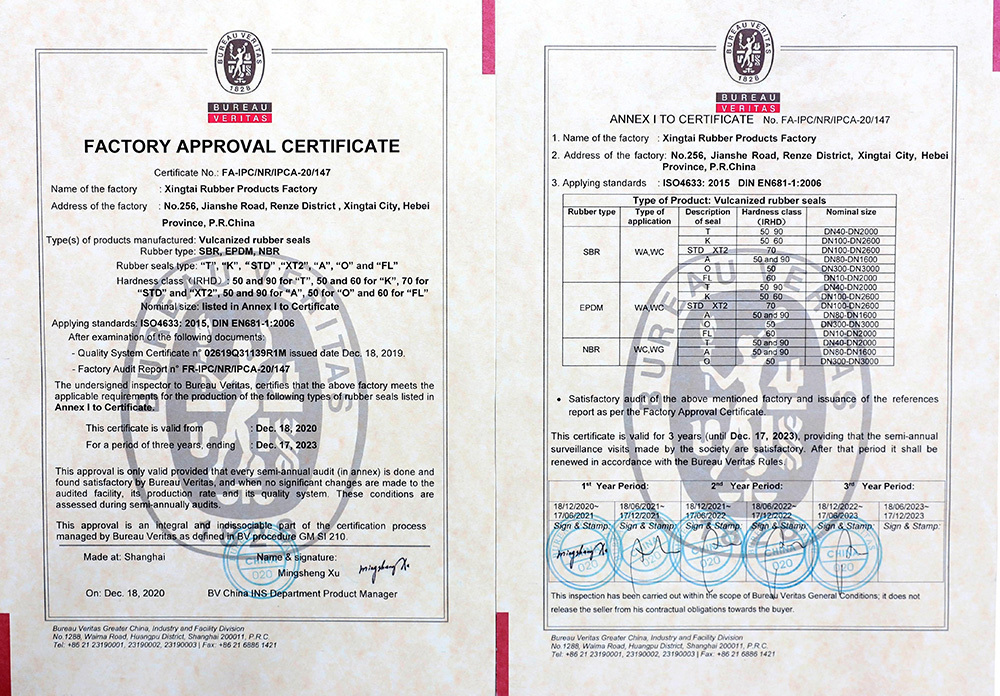 BUREAU VERITAS
1828
BUREAU
VERITAS
FACTORY APPROVAL CERTIFICATE
Certificate No.: FA-IPC/NR/IPCA-20/147
Name of the factory : Xingtai Rubber Products Factory
Address of the factory : No.256, Jianshe Road, Renze District , Xingtai City, Hebei
Province, P.R.China
Type(s) of products manufactured: Vulcanized rubber seals
Rubber type: SBR, EPDM, NBR
Rubber seals type: “T”, “K”, “STD” ,“XT2”, “A”, “O” and “FL”
Hardness class (IRHD), 50 and 90 for “T”, 50 and 60 for “K”, 70 for
“STD” and “XT2”, 50 and 90 for “A”, 50 for “O” and 60 for “FL”
Nominal size: listed in Annex I to Certificate
Applying standards: ISO4633: 2015, DIN EN681-1:2006
After examination of the following documents:
- Quality System Certificate n° 02619Q31139R1M issued date Dec. 18, 2019.
- Factory Audit Report n° FR-IPC/NR/IPCA-20/147
The undersigned inspector to Bureau Veritas, certifies that the above factory meets the
applicable requirements for the production of the following types of rubber seals listed in
Annex I to Certificate.
This certificate is valid from : Dec. 18, 2020
For a period of three years, ending : Dec. 17, 2023
This approval is only valid provided that every semi-annual audit (in annex) is done and
found satisfactory by Bureau Veritas, and when no significant changes are made to the
audited facility, its production rate and its quality system. These conditions are
assessed during semi-annually audits.
This approval is an integral and indissociable part of the certification process
managed by Bureau Veritas as defined in BV procedure GM SI 210.
Made at: Shanghai Name & signature:
Mingsheng Xu mingsheng Xu
On: Dec. 18, 2020 BV China INS Department Product Manager
CHINA
020
Bureau Veritas Greater China, Industry and Facility Division
No.1288, Waima Road, Huangpu District, Shanghai 200011, P.R.C.
Tel: +86 21 23190001, 23190002, 23190003 | Fax: +86 21 6886 1421
BUREAU VERITAS
1828
BUREAU
VERITAS
ANNEX I TO CERTIFICATE No. FA-IPC/NR/IPCA-20/147
1. Name of the factory : Xingtai Rubber Products Factory
2. Address of the factory: No.256, Jianshe Road, Renze District, Xingtai City, Hebei
Province, P.R.China
3. Applying standards : ISO4633: 2015 DIN EN681-1:2006
Type of Product: Vulcanized rubber seals
Rubber type Type of application Description of seal Hardness class (IRHD) Nominal size
SBR WA,WC T 50 90 DN40-DN2000
K 50 60 DN100-DN2600
STD XT2 70 DN100-DN2600
A 50 and 90 DN80-DN1600
O 50 DN300-DN3000
FL 60 DN10-DN2000
EPDM WA,WC T 50 90 DN40-DN2000
K 50 60 DN100-DN2600
STD XT2 70 DN100-DN2600
A 50 and 90 DN80-DN1600
O 50 DN300-DN3000
FL 60 DN10-DN2000
NBR WC,WG T 50 and 90 DN40-DN2000
A 50 and 90 DN80-DN1600
O 50 DN300-DN3000
• Satisfactory audit of the above mentioned factory and issuance of the references
report as per the Factory Approval Certificate.
This certificate is valid for 3 years (until Dec. 17, 2023), providing that the semi-annual
surveillance visits made by the society are satisfactory. After that period it shall be
renewed in accordance with the Bureau Veritas Rules.
1st Year Period: 2nd Year Period: 3rd Year Period:
18/12/2020~ 18/06/2021~ 18/12/2021~ 18/06/2022~ 18/12/2022~ 18/06/2023~
17/06/2021 17/12/2021 17/06/2022 17/12/2022 17/06/2023 17/12/2023
Sign & Stamp: Sign & Stamp: Sign & Stamp: Sign & Stamp: Sign & Stamp: Sign & Stamp:
mingsheng Xu
CHINA
020
This inspection has been carried out within the scope of Bureau Veritas General Conditions; it does not
release the seller from his contractual obligations towards the buyer.
Bureau Veritas Greater China, Industry and Facility Division
No.1288, Waima Road, Huangpu District, Shanghai 200011, P.R.C.
Tel: +86 21 23190001, 23190002, 23190003 | Fax: +86 21 6886 1421